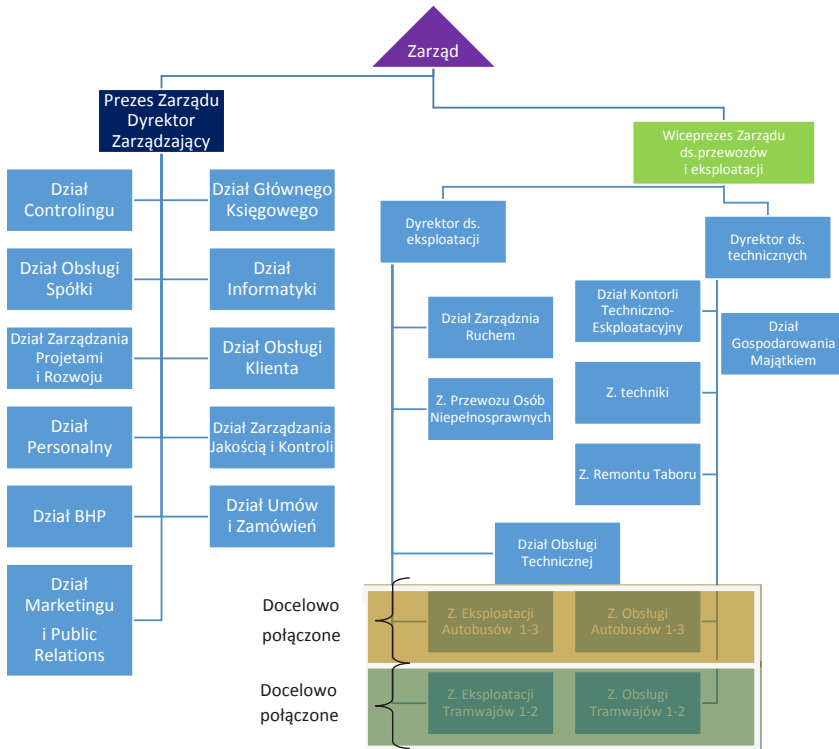 Zarząd
Prezes Zarządu
Dyrektor
Zarządzający
Wiceprezes Zarządu
ds.przewozów
i eksploatacji
Dział
Controlingu
Dział Głównego
Księgowego
Dział Obsługi
Spółki
Dział
Informatyki
Dział Zarządzania
Projetami
i Rozwoju
Dział Obsługi
Klienta
Dział
Personalny
Dział Zarządzania
Jakością i Kontroli
Dział BHP
Dział Umów
i Zamówień
Dział
Marketingu
i Public
Relations
Dyrektor ds.
eksploatacji
Dyrektor ds.
technicznych
Dział Zarządznia
Ruchem
Z. Przewozu Osób
Niepełnosprawnych
Dział Kontorli
Techniczno-
Eskploatacyjny
Dział
Gospodarowania
Majątkiem
Z. techniki
Z. Remontu Taboru
Dział Obsługi
Technicznej
Docelowo
połączone
Z. Eksploatacji
Autobusów 1-3
Z. Obsługi
Autobusów 1-3
Docelowo
połączone
Z. Eksploatacji
Tramwajów 1-2
Z. Obsługi
Tramwajów 1-2